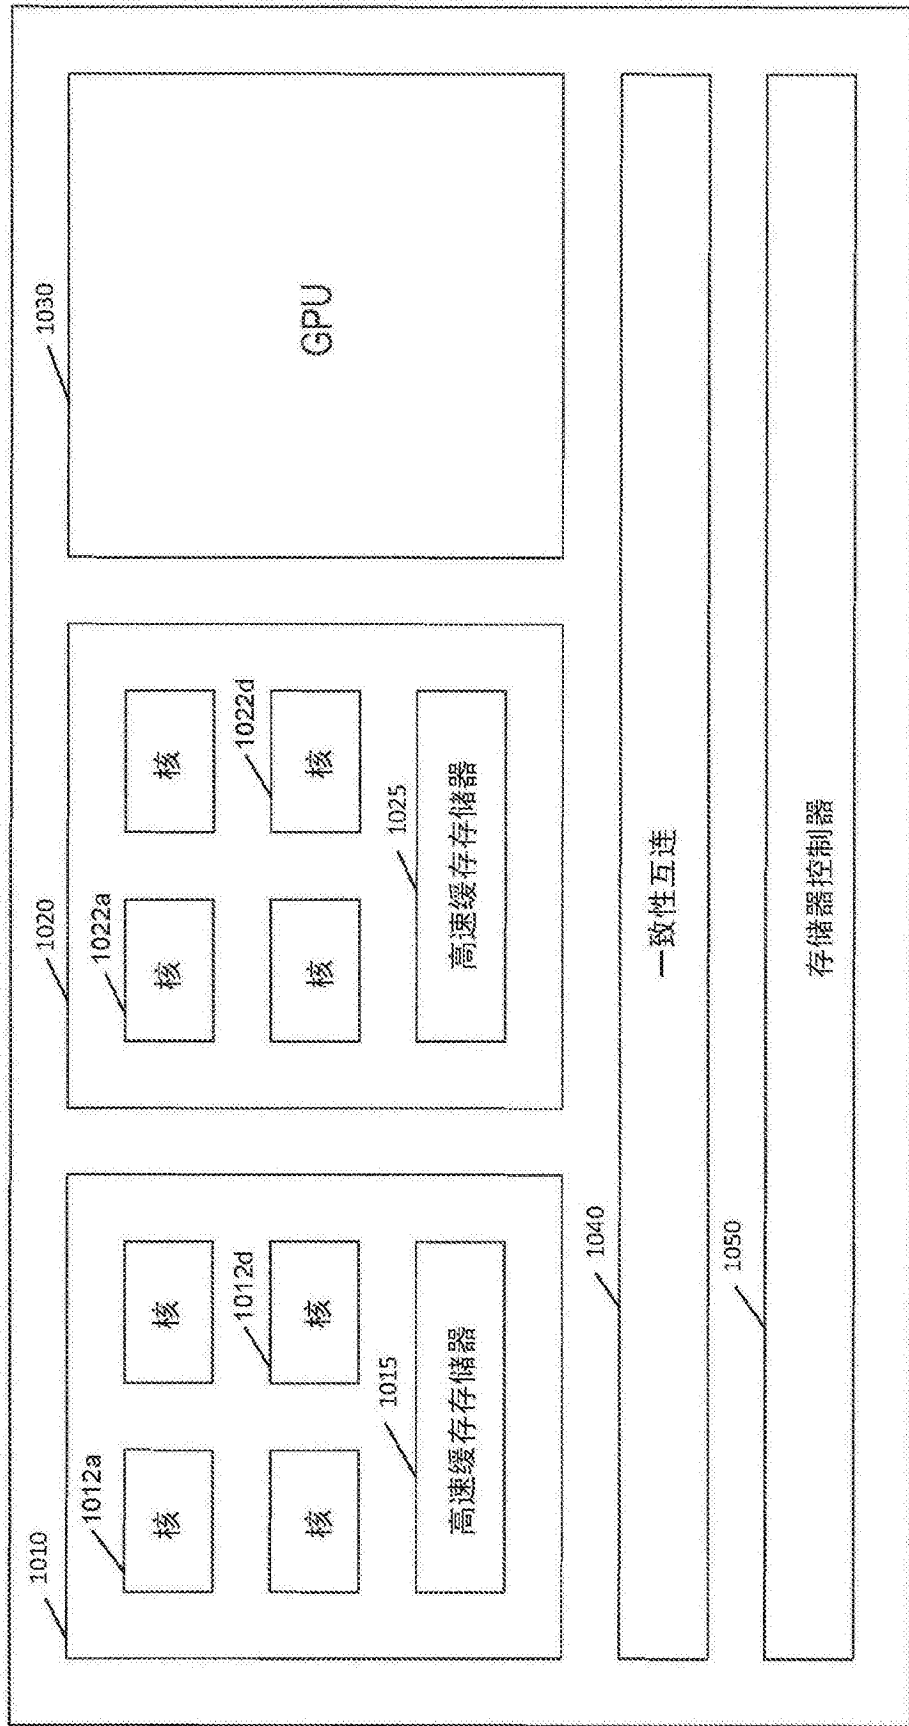 1010
1020
1030
1012a
1022a
核
核
核
核
1012d
1022d
核
核
核
核
GPU
1015
1025
高速缓存存储器
高速缓存存储器
1040
一致性互连
1050
存储器控制器